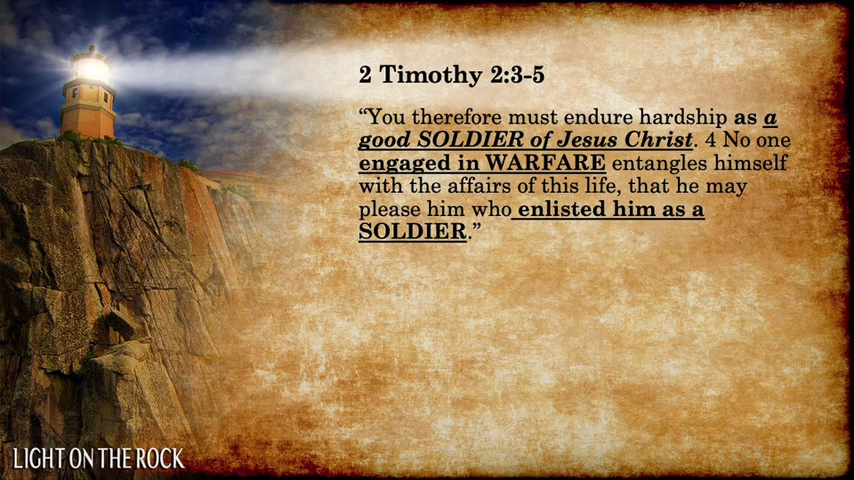 2 Timothy 2:3-5
“You therefore must endure hardship as a
good SOLDIER of Jesus Christ. 4 No one
engaged in WARFARE entangles himself
with the affairs of this life, that he may
please him who enlisted him as a
SOLDIER.”
LIGHT ON THE ROCK